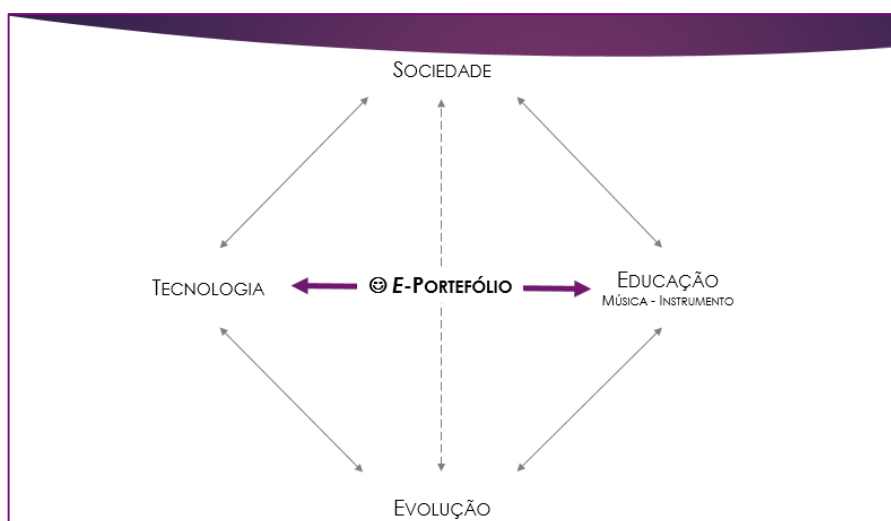 SOCIEDADE
TECNOLOGIA
☺ E-PORTEFÓLIO
EDUCAÇÃO
MÚSICA - INSTRUMENTO
EVOLUÇÃO